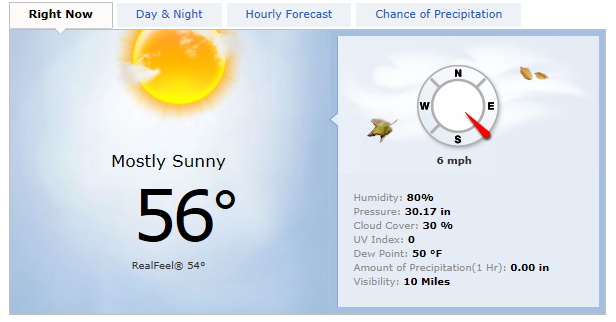 Right Now
Day & Night
Hourly Forecast
Chance of Precipitation
Mostly Sunny
56°
RealFeel® 54°
N
W
E
S
6 mph
Humidity: 80%
Pressure: 30.17 in
Cloud Cover: 30 %
UV Index: 0
Dew Point: 50 °F
Amount of Precipitation(1 Hr): 0.00 in
Visibility: 10 Miles